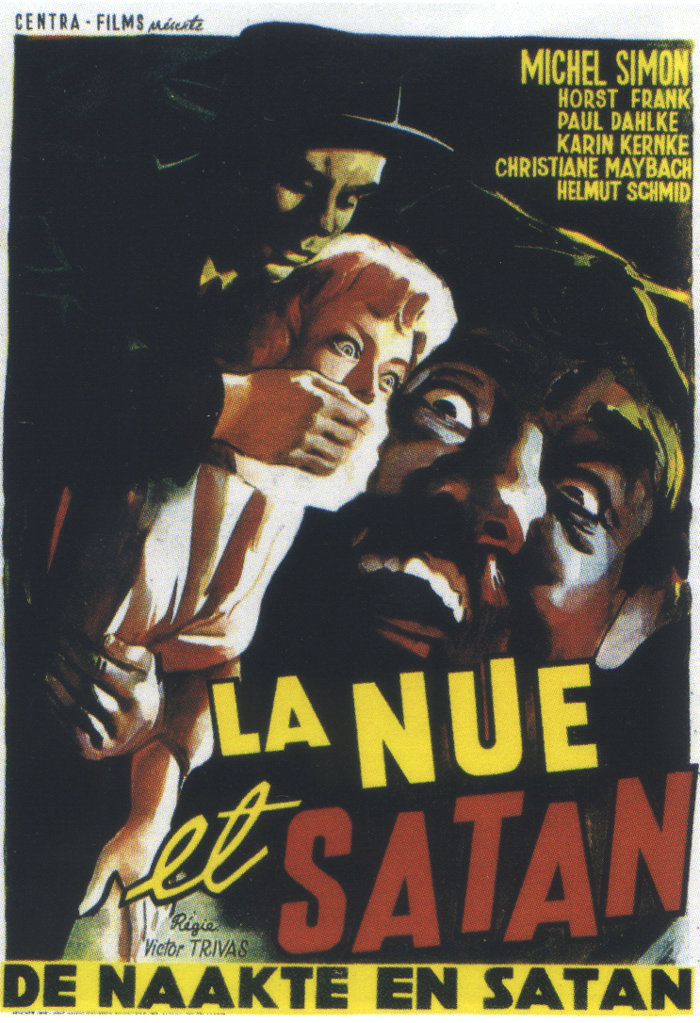 CENTRA - FILMS présente
MICHEL SIMON
HORST FRANK
PAUL DAHLKE
KARIN KERNKE
CHRISTIANE MAYBACH
HELMUT SCHMID
LA NUE
et SATAN
Régie
Victor TRIVAS
DE NAAKTE EN SATAN